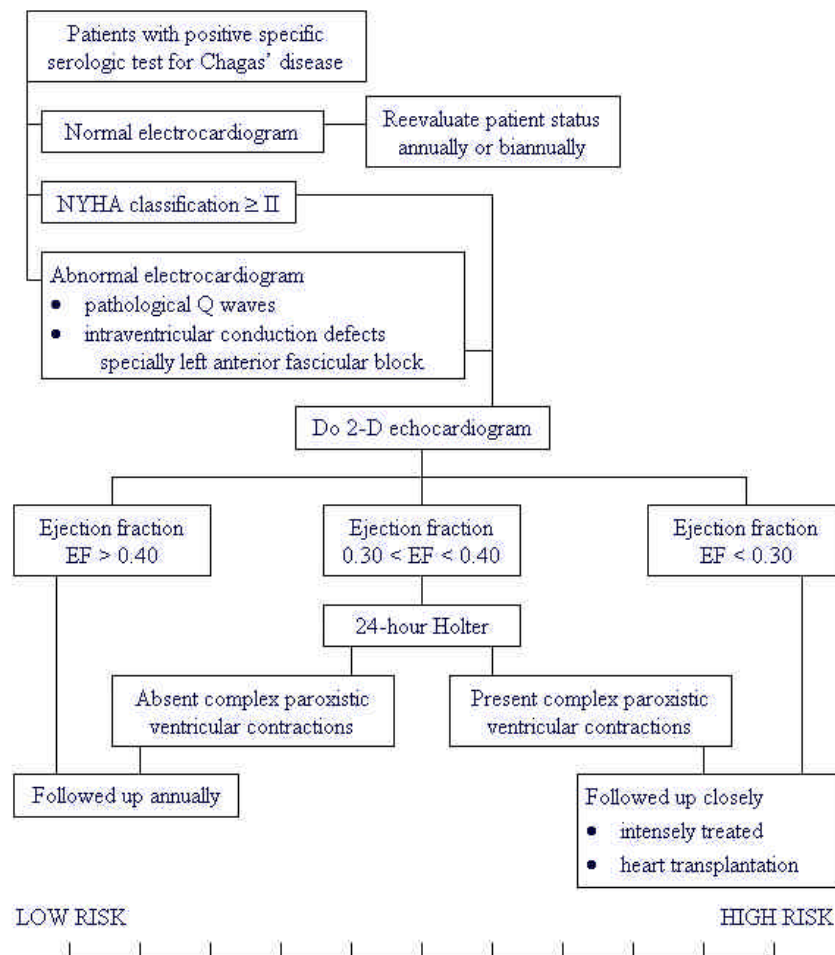 Patients with positive specific
serologic test for Chagas’ disease
Normal electrocardiogram
Reevaluate patient status
annually or biannually
NYHA classification ≥ II
Abnormal electrocardiogram
● pathological Q waves
● intraventricular conduction defects
specially left anterior fascicular block.
Do 2-D echocardiogram
Ejection fraction
EF > 0.40
Ejection fraction
0.30 < EF < 0.40
Ejection fraction
EF < 0.30
24-hour Holter
Absent complex paroxistic
ventricular contractions
Present complex paroxistic
ventricular contractions
Followed up annually
Followed up closely
● intensely treated
● heart transplantation
LOW RISK
HIGH RISK